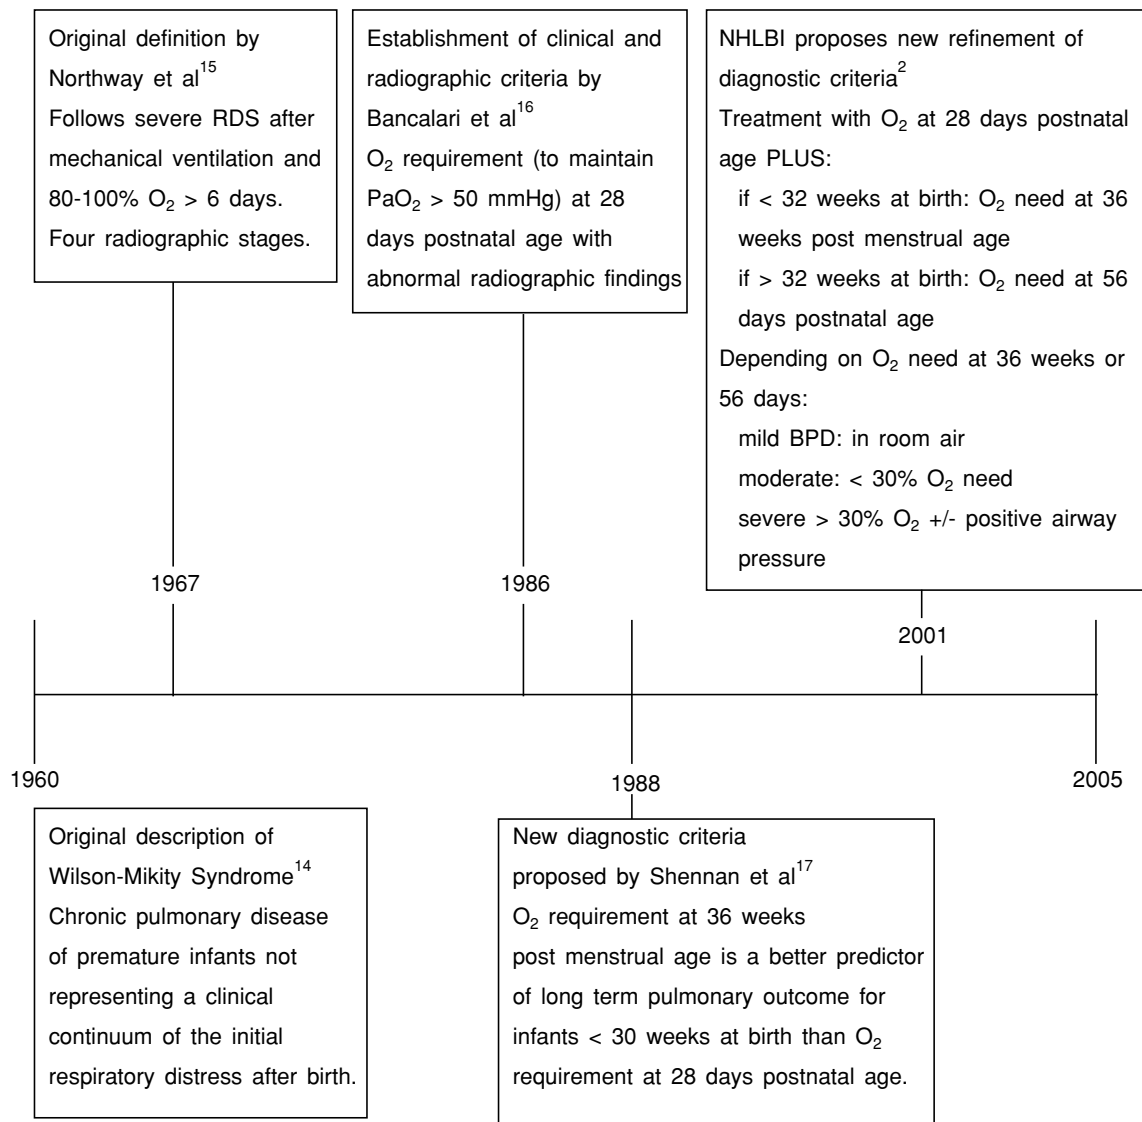 Original definition by
Northway et al15
Follows severe RDS after
mechanical ventilation and
80-100% O2 > 6 days.
Four radiographic stages.
Establishment of clinical and
radiographic criteria by
Bancalari et al16
O2 requirement (to maintain
PaO2 > 50 mmHg) at 28
days postnatal age with
abnormal radiographic findings
NHLBI proposes new refinement of
diagnostic criteria2
Treatment with O2 at 28 days postnatal
age PLUS:
if < 32 weeks at birth: O2 need at 36
weeks post menstrual age
if > 32 weeks at birth: O2 need at 56
days postnatal age
Depending on O2 need at 36 weeks or
56 days:
mild BPD: in room air
moderate: < 30% O2 need
severe > 30% O2 +/- positive airway
pressure
1967
1986
2001
1960
1988
2005
Original description of
Wilson-Mikity Syndrome14
Chronic pulmonary disease
of premature infants not
representing a clinical
continuum of the initial
respiratory distress after birth.
New diagnostic criteria
proposed by Shennan et al17
O2 requirement at 36 weeks
post menstrual age is a better predictor
of long term pulmonary outcome for
infants < 30 weeks at birth than O2
requirement at 28 days postnatal age.